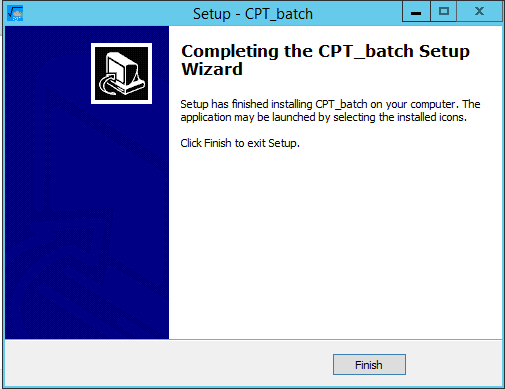 Setup - CPT_batch
Completing the CPT_batch Setup
Wizard
Setup has finished installing CPT_batch on your computer. The
application may be launched by selecting the installed icons.
Click Finish to exit Setup.
Finish